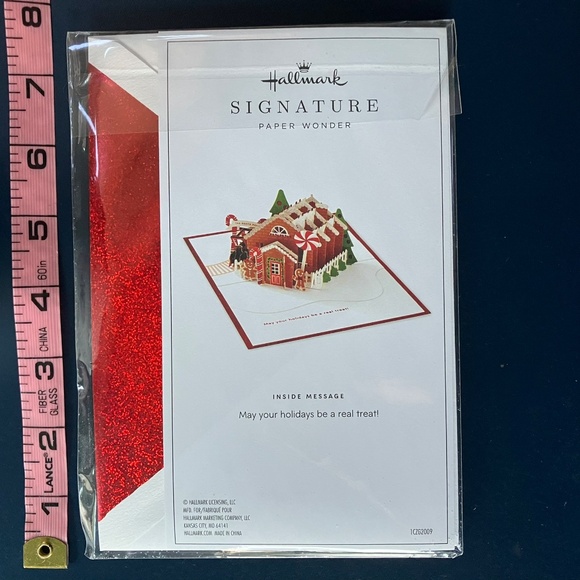 8
7
6
5
60in
4
CHINA
3
FIBER
GLASS
2
LANCE®
1
Hallmark
SIGNATURE
PAPER WONDER
May your holidays be a real treat!
INSIDE MESSAGE
May your holidays be a real treat!
© HALLMARK LICENSING, LLC
MFD. FOR/FABRIQUÉ POUR
HALLMARK MARKETING COMPANY, LLC
KANSAS CITY, MO 64141
HALLMARK.COM MADE IN CHINA
1CZG2009